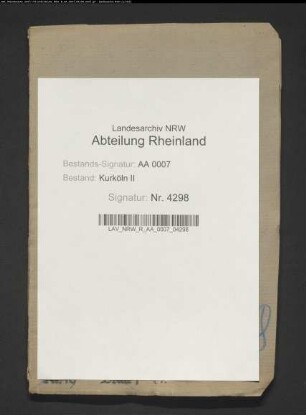 Landesarchiv NRW
Abteilung Rheinland
Bestands-Signatur: AA 0007
Bestand: Kurköln II
Signatur: Nr. 4298
LAV_NRW_R_AA_0007_04298